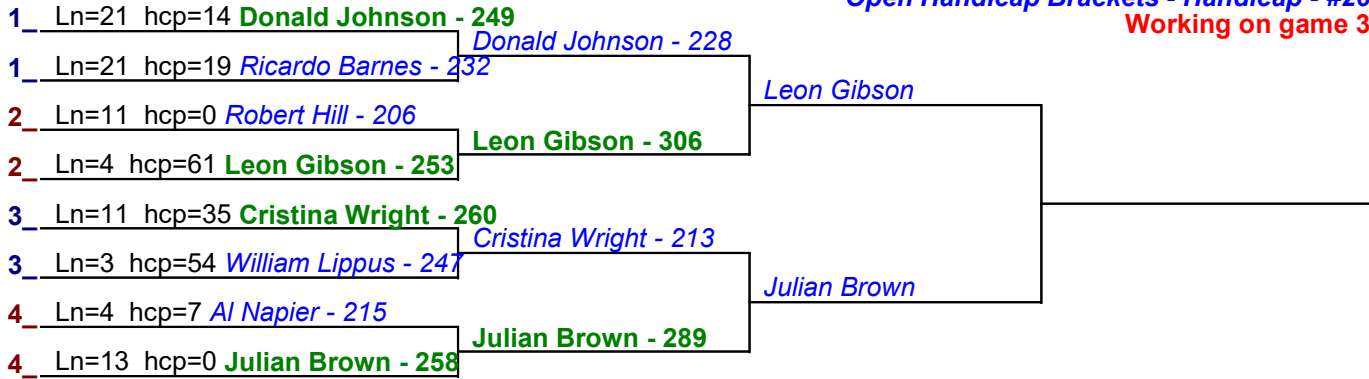 Open Handicap Brackets - Handicap - #20
Working on game 3
1_ Ln=21 hcp=14 Donald Johnson - 249
Donald Johnson - 228
1_ Ln=21 hcp=19 Ricardo Barnes - 232
Leon Gibson
2_ Ln=11 hcp=0 Robert Hill - 206
Leon Gibson - 306
2_ Ln=4 hcp=61 Leon Gibson - 253
3_ Ln=11 hcp=35 Cristina Wright - 260
Cristina Wright - 213
3_ Ln=3 hcp=54 William Lippus - 247
Julian Brown
4_ Ln=4 hcp=7 Al Napier - 215
Julian Brown - 289
4_ Ln=13 hcp=0 Julian Brown - 258